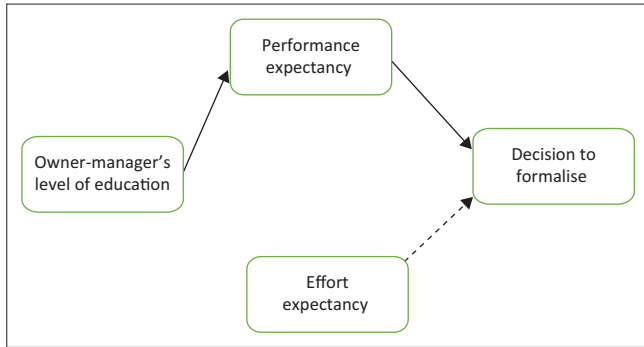 Performance
expectancy
Owner-manager's
level of education
Decision to
formalise
Effort
expectancy